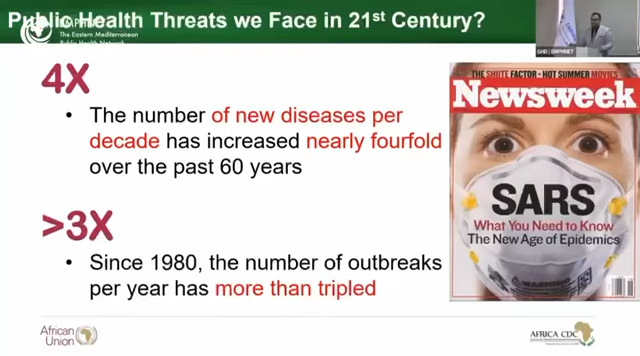 Public Health Threats we Face in 21st Century?
The Eastern Mediterranean
Public Health Network
GHD | EMPHNET
4X
• The number of new diseases per
decade has increased nearly fourfold
over the past 60 years
>3X
• Since 1980, the number of outbreaks
per year has more than tripled
THE SHIITE FACTOR • HOT SUMMER MOVIES
Newsweek
SARS
What You Need to Know
The New Age of Epidemics
WARNING
African
Union
AFRICA CDC